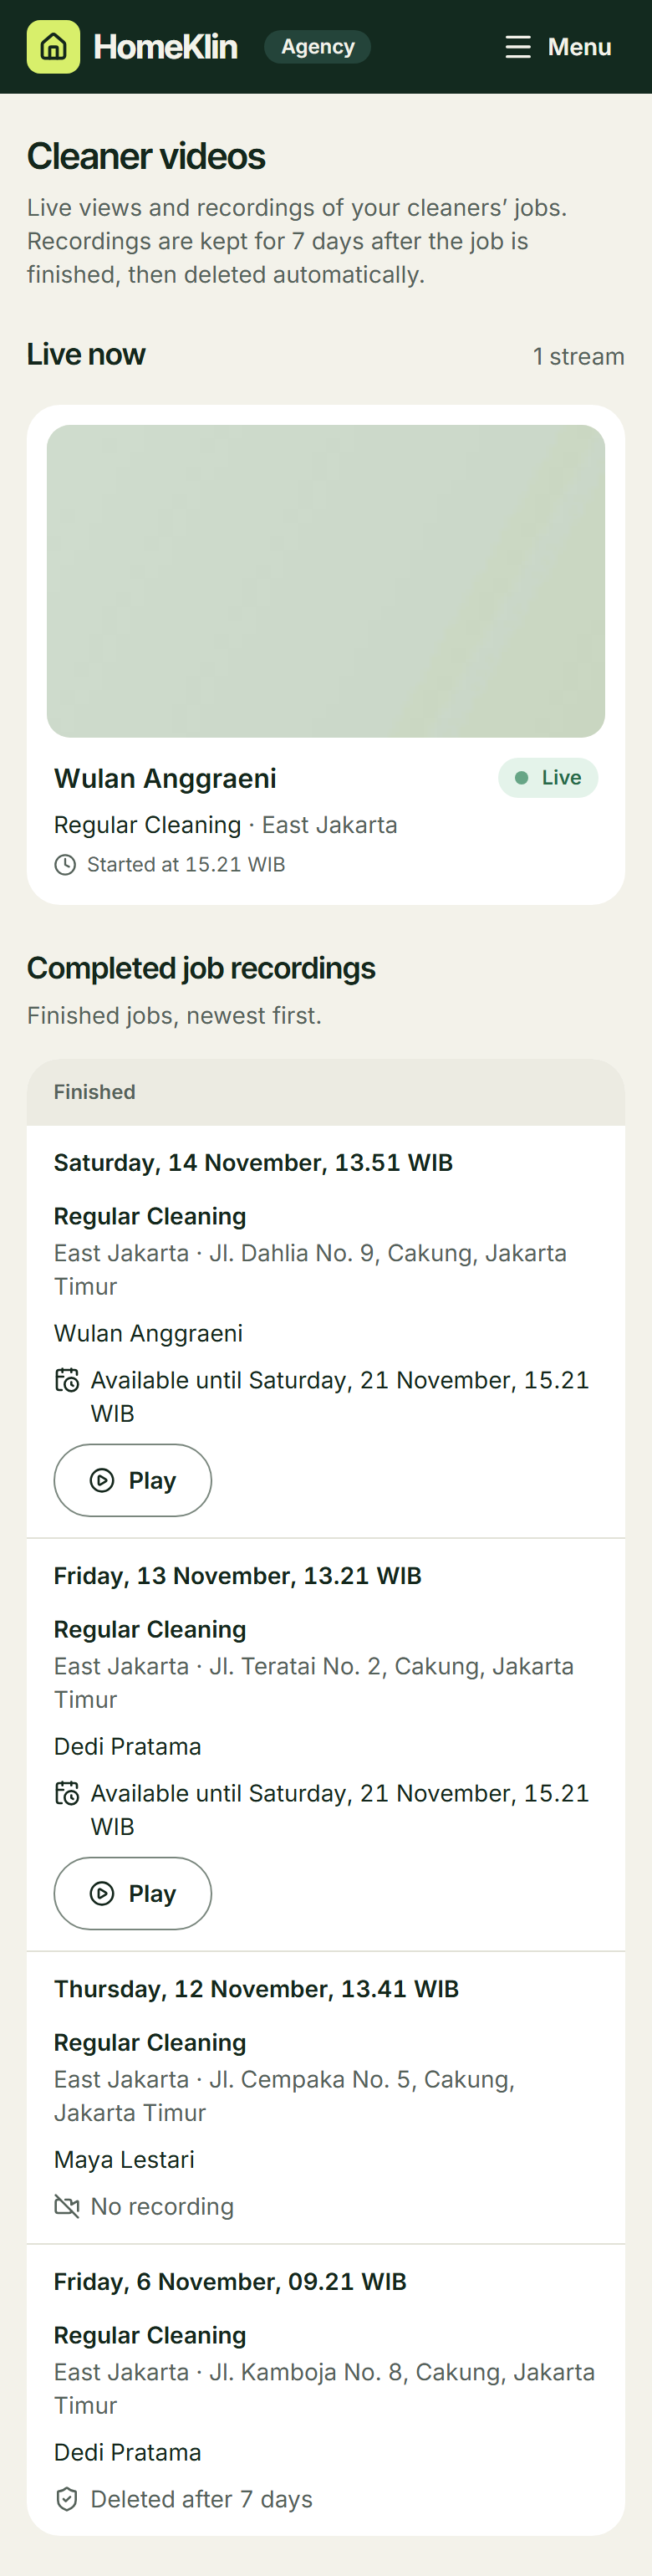 HomeKlin
Agency
Menu
Cleaner videos
Live views and recordings of your cleaners’ jobs.
Recordings are kept for 7 days after the job is
finished, then deleted automatically.
Live now
1 stream
Wulan Anggraeni
Live
Regular Cleaning · East Jakarta
Started at 15.21 WIB
Completed job recordings
Finished jobs, newest first.
Finished
Saturday, 14 November, 13.51 WIB
Regular Cleaning
East Jakarta · Jl. Dahlia No. 9, Cakung, Jakarta
Timur
Wulan Anggraeni
Available until Saturday, 21 November, 15.21
WIB
Play
Friday, 13 November, 13.21 WIB
Regular Cleaning
East Jakarta · Jl. Teratai No. 2, Cakung, Jakarta
Timur
Dedi Pratama
Available until Saturday, 21 November, 15.21
WIB
Play
Thursday, 12 November, 13.41 WIB
Regular Cleaning
East Jakarta · Jl. Cempaka No. 5, Cakung,
Jakarta Timur
Maya Lestari
No recording
Friday, 6 November, 09.21 WIB
Regular Cleaning
East Jakarta · Jl. Kamboja No. 8, Cakung, Jakarta
Timur
Dedi Pratama
Deleted after 7 days